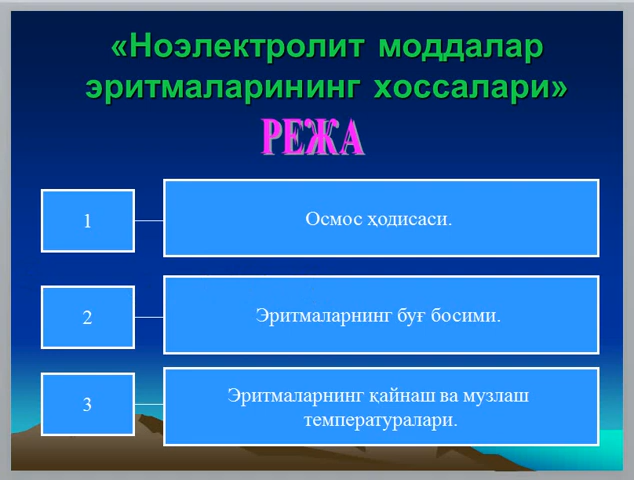 «Ноэлектролит моддалар
эритмаларининг хоссалари»
РЕЖА
1
Осмос ҳодисаси.
2
Эритмаларнинг буғ босими.
3
Эритмаларнинг қайнаш ва музлаш
температуралари.